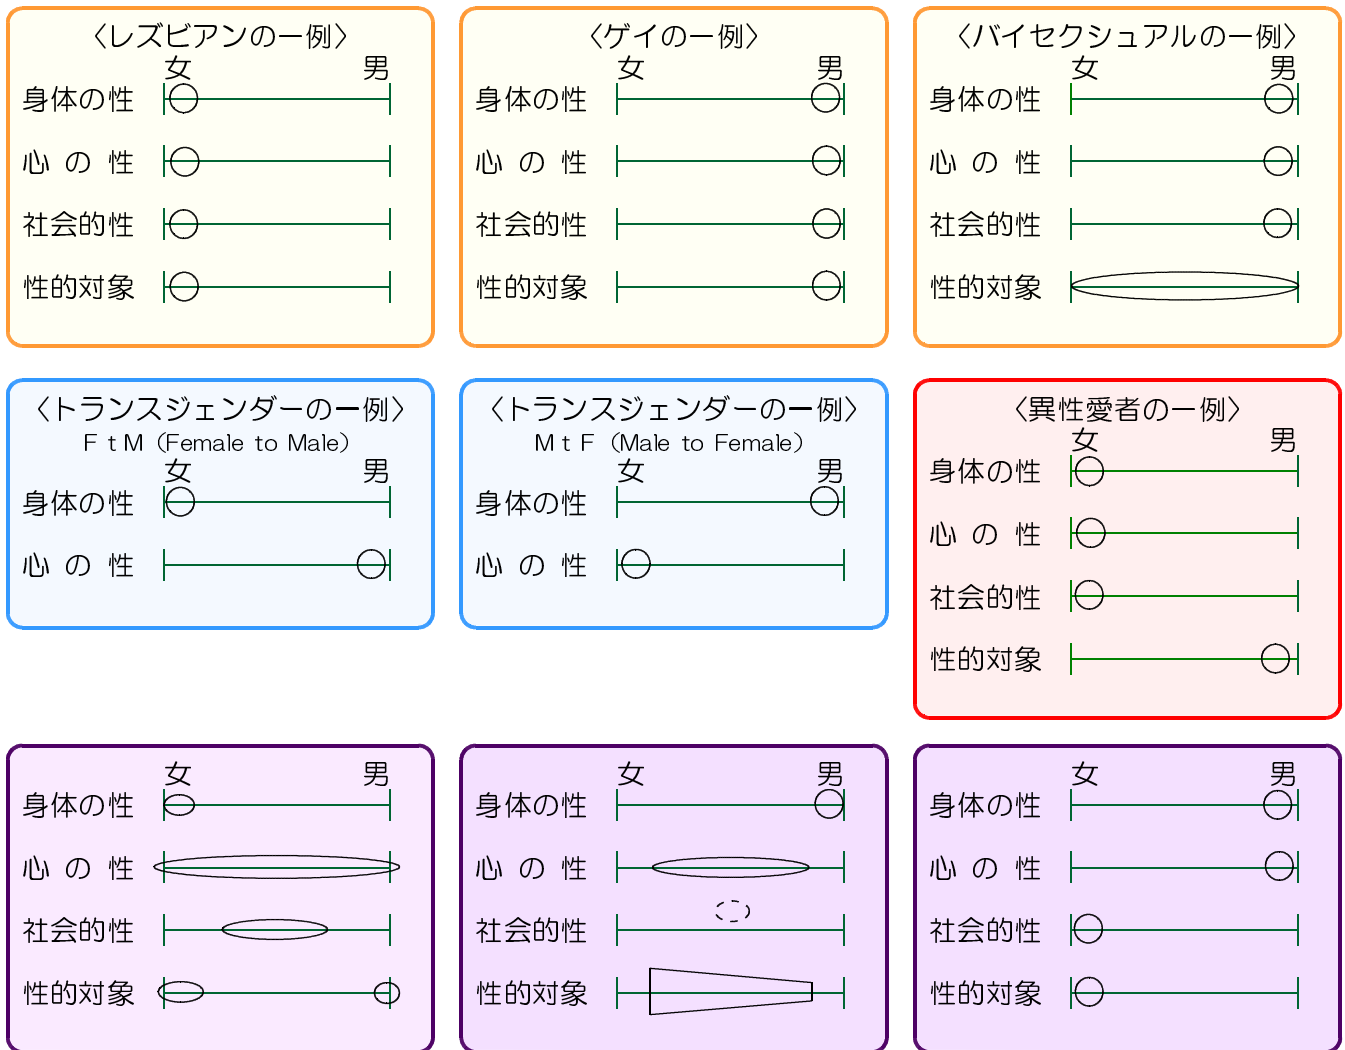 〈レズビアンの一例〉
女 男
身体の性
心の性
社会的性
性的対象
〈ゲイの一例〉
女 男
身体の性
心の性
社会的性
性的対象
〈バイセクシュアルの一例〉
女 男
身体の性
心の性
社会的性
性的対象
〈トランスジェンダーの一例〉
FtM (Female to Male)
女 男
身体の性
心の性
〈トランスジェンダーの一例〉
MtF (Male to Female)
女 男
身体の性
心の性
〈異性愛者の一例〉
女 男
身体の性
心の性
社会的性
性的対象
女 男
身体の性
心の性
社会的性
性的対象
女 男
身体の性
心の性
社会的性
性的対象
女 男
身体の性
心の性
社会的性
性的対象